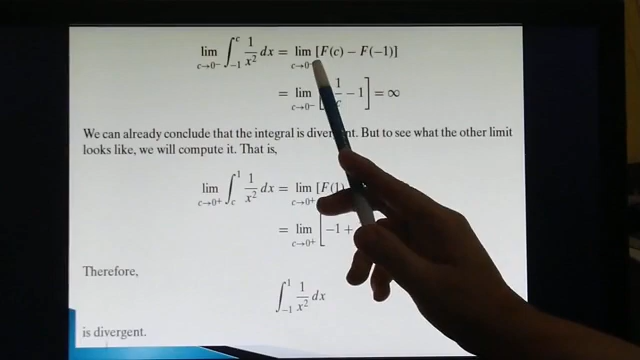 lim_{c→0⁻} ∫_{-1}^{c} 1/x² dx = lim_{c→0⁻} [F(c) − F(−1)]
= lim_{c→0⁻} [ 1/c − 1 ] = ∞
We can already conclude that the integral is divergent. But to see what the other limit
looks like, we will compute it. That is,
lim_{c→0⁺} ∫_{c}^{1} 1/x² dx = lim_{c→0⁺} [F(1)
= lim_{c→0⁺} [ −1 +
Therefore,
∫_{-1}^{1} 1/x² dx
is divergent.